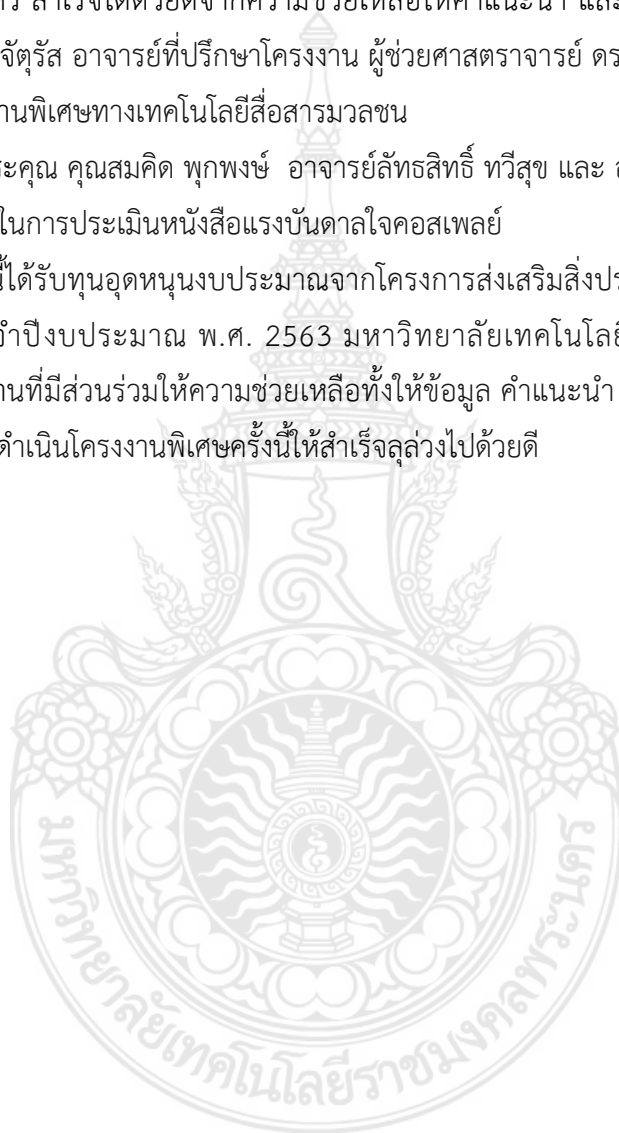 สำเร็จได้ด้วยดีจากความช่วยเหลือให้คำแนะนำ และ
จัตุรัส อาจารย์ที่ปรึกษาโครงงาน ผู้ช่วยศาสตราจารย์ ดร
านพิเศษทางเทคโนโลยีสื่อสารมวลชน
ระคุณ คุณสมคิด พุกพงษ์ อาจารย์ลัทธสิทธิ์ ทวีสุข และ
ในการประเมินหนังสือแรงบันดาลใจคอสเพลย์
นี้ได้รับทุนอุดหนุนงบประมาณจากโครงการส่งเสริมสิ่งประ
จำปีงบประมาณ พ.ศ. 2563 มหาวิทยาลัยเทคโนโลยี
านที่มีส่วนร่วมให้ความช่วยเหลือทั้งให้ข้อมูล คำแนะนำ
ดำเนินโครงงานพิเศษครั้งนี้ให้สำเร็จลุล่วงไปด้วยดี
มหาวิทยาลัยเทคโนโลยีราชมงคลพระนคร